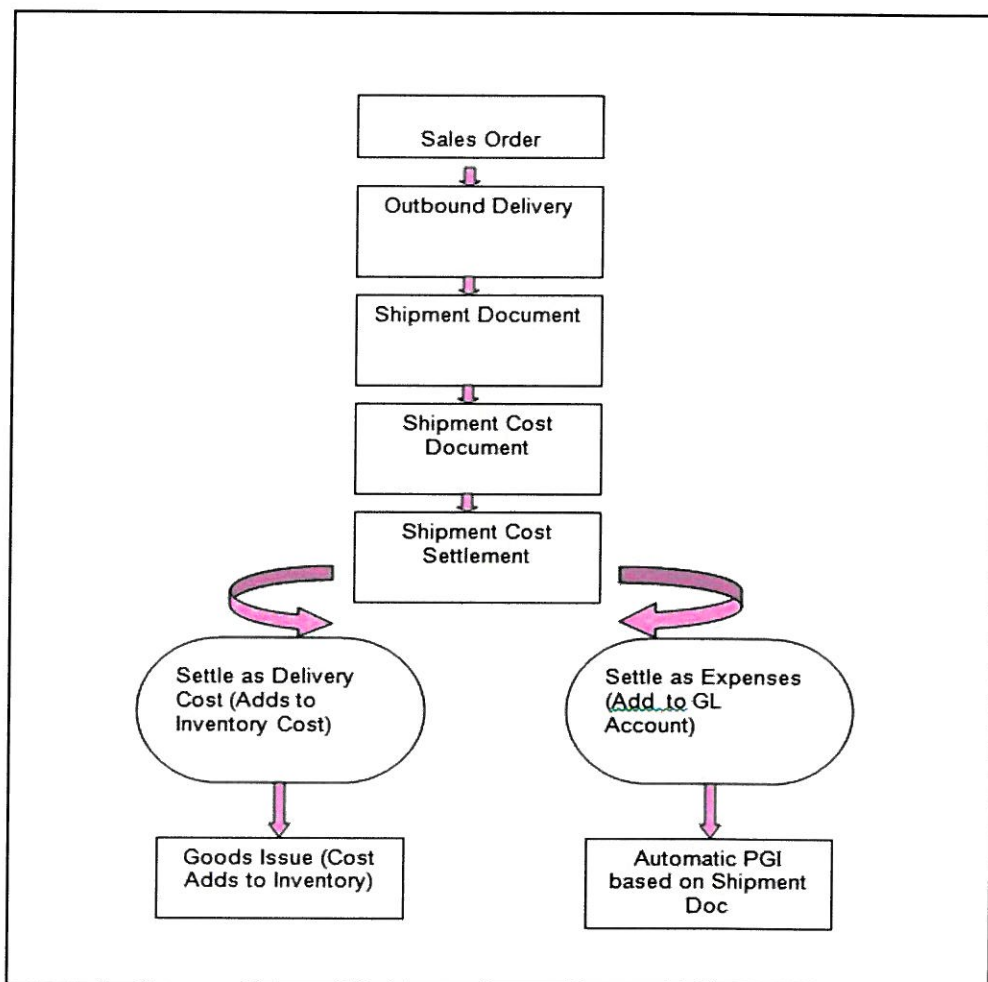 Sales Order
Outbound Delivery
Shipment Document
Shipment Cost
Document
Shipment Cost
Settlement
Settle as Delivery
Cost (Adds to
Inventory Cost)
Settle as Expenses
(Add to GL
Account)
Goods Issue (Cost
Adds to Inventory)
Automatic PGI
based on Shipment
Doc